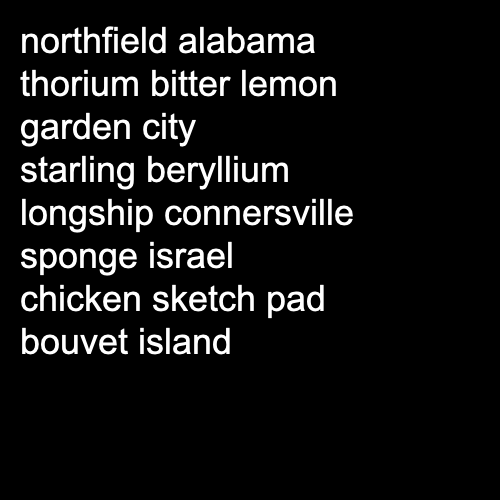 northfield alabama
thorium bitter lemon
garden city
starling beryllium
longship connersville
sponge israel
chicken sketch pad
bouvet island